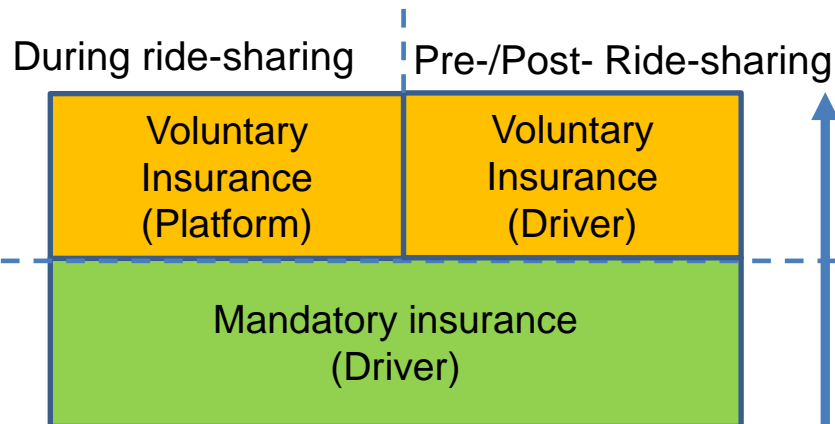 During ride-sharing
Pre-/Post- Ride-sharing
Voluntary
Insurance
(Platform)
Voluntary
Insurance
(Driver)
Mandatory insurance
(Driver)